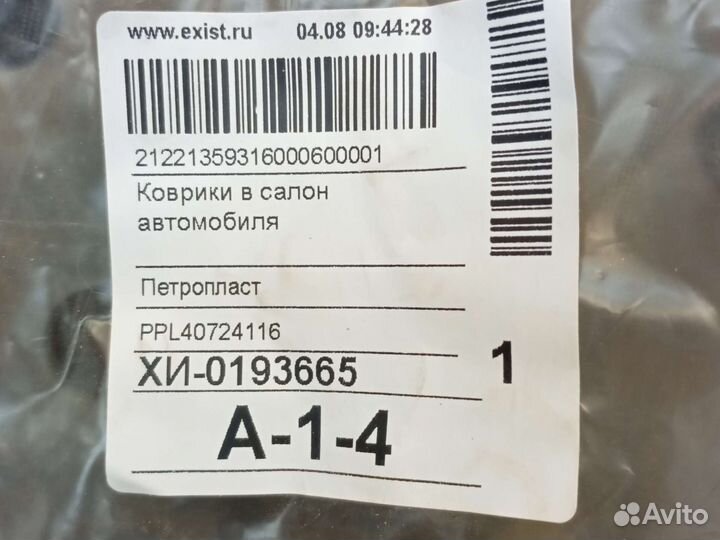 www.exist.ru 04.08 09:44:28
21221359316000600001
Коврики в салон
автомобиля
Петропласт
PPL40724116
ХИ-0193665
1
А-1-4
Avito